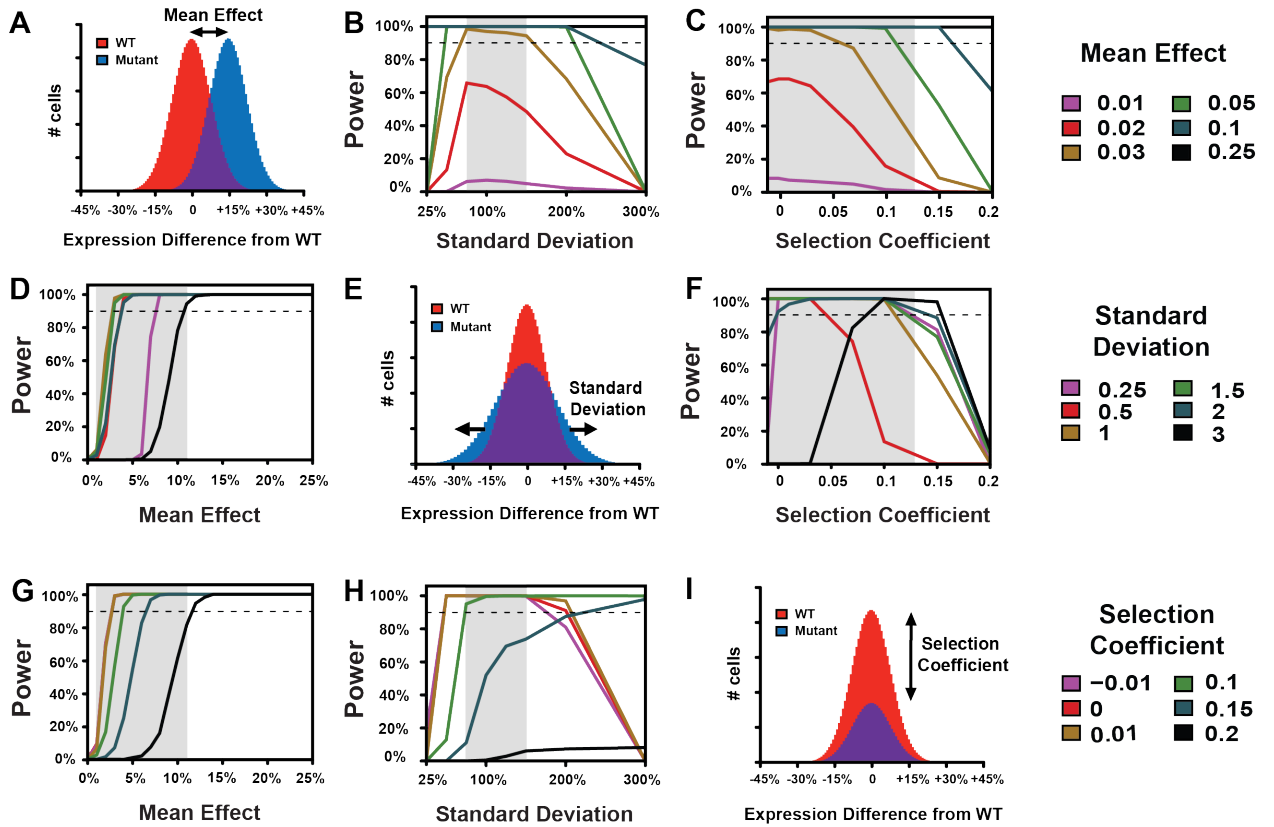 A
Mean Effect
WT
Mutant
# cells
-45% -30% -15% 0 +15% +30% +45%
Expression Difference from WT
B
Power
100%
80%
60%
40%
20%
0%
25% 100% 200% 300%
Standard Deviation
C
Power
100%
80%
60%
40%
20%
0%
0 0.05 0.1 0.15 0.2
Selection Coefficient
Mean Effect
0.01 0.05
0.02 0.1
0.03 0.25
D
Power
100%
80%
60%
40%
20%
0%
0% 5% 10% 15% 20% 25%
Mean Effect
E
WT
Mutant
# cells
Standard
Deviation
-45% -30% -15% 0 +15% +30% +45%
Expression Difference from WT
F
Power
100%
80%
60%
40%
20%
0%
0 0.05 0.1 0.15 0.2
Selection Coefficient
Standard
Deviation
0.25 1.5
0.5 2
1 3
G
Power
100%
80%
60%
40%
20%
0%
0% 5% 10% 15% 20% 25%
Mean Effect
H
Power
100%
80%
60%
40%
20%
0%
25% 100% 200% 300%
Standard Deviation
I
WT
Mutant
# cells
Selection
Coefficient
-45% -30% -15% 0 +15% +30% +45%
Expression Difference from WT
Selection
Coefficient
−0.01 0.1
0 0.15
0.01 0.2